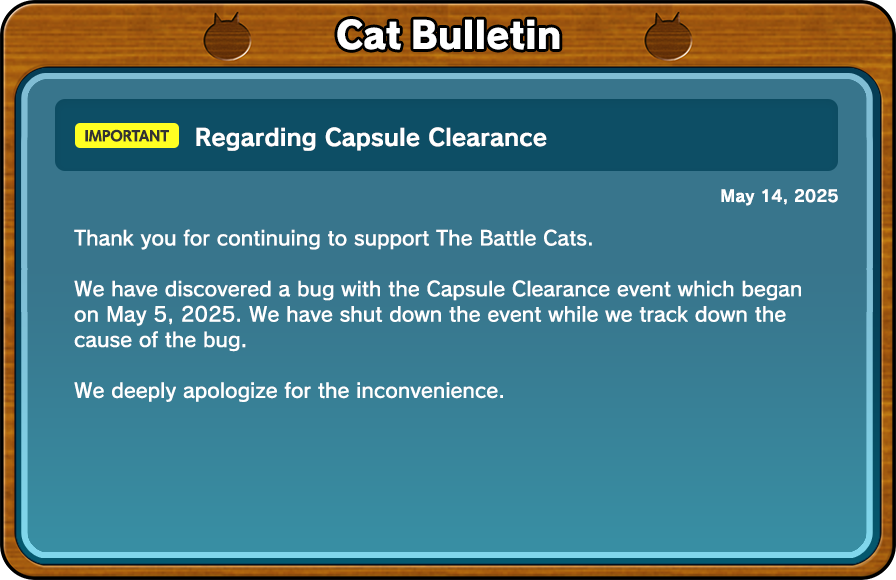 Cat Bulletin
IMPORTANT Regarding Capsule Clearance
May 14, 2025
Thank you for continuing to support The Battle Cats.
We have discovered a bug with the Capsule Clearance event which began
on May 5, 2025. We have shut down the event while we track down the
cause of the bug.
We deeply apologize for the inconvenience.